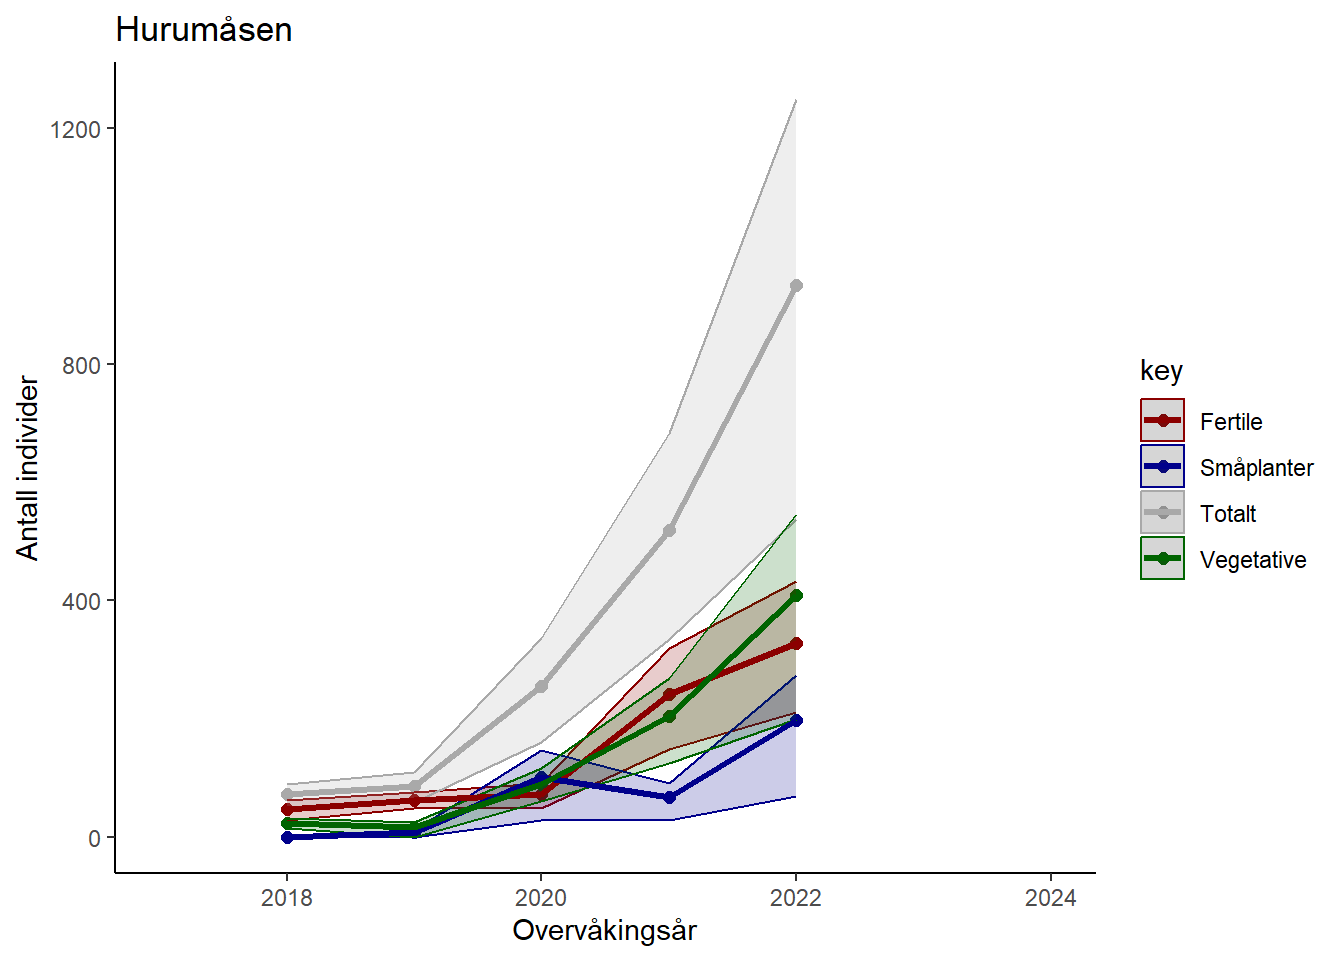 Hurumåsen
Antall individer
1200
800
400
0
2018
2020
2022
2024
Overvåkingsår
key
Fertile
Småplanter
Totalt
Vegetative